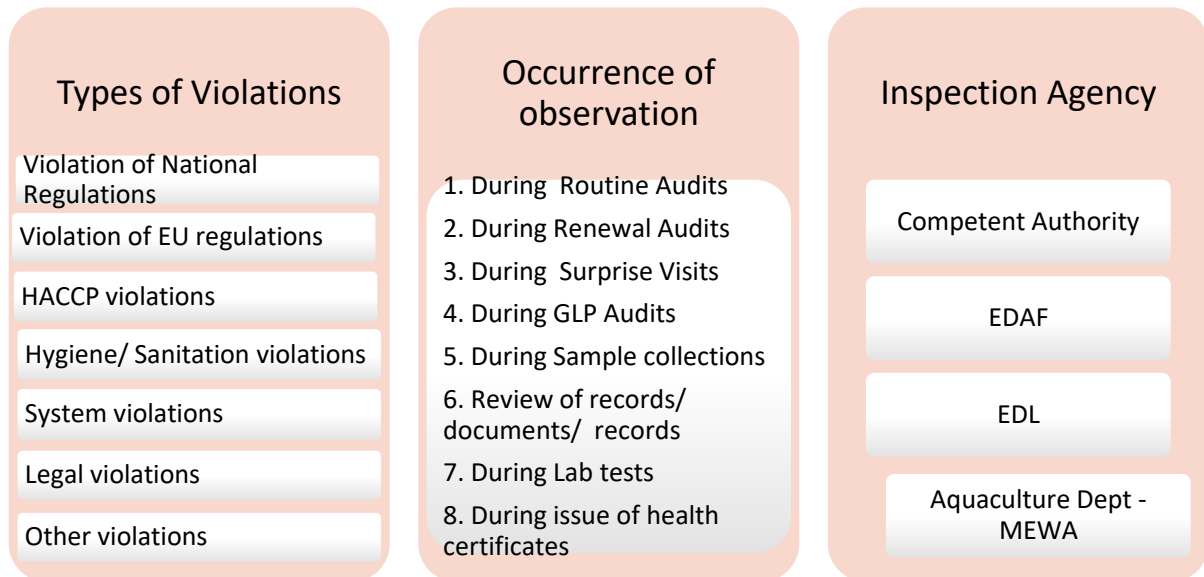 Types of Violations
Violation of National
Regulations
Violation of EU regulations
HACCP violations
Hygiene/ Sanitation violations
System violations
Legal violations
Other violations
Occurrence of
observation
1. During  Routine Audits
2. During Renewal Audits
3. During  Surprise Visits
4. During GLP Audits
5. During Sample collections
6. Review of records/
documents/  records
7. During Lab tests
8. During issue of health
certificates
Inspection Agency
Competent Authority
EDAF
EDL
Aquaculture Dept -
MEWA